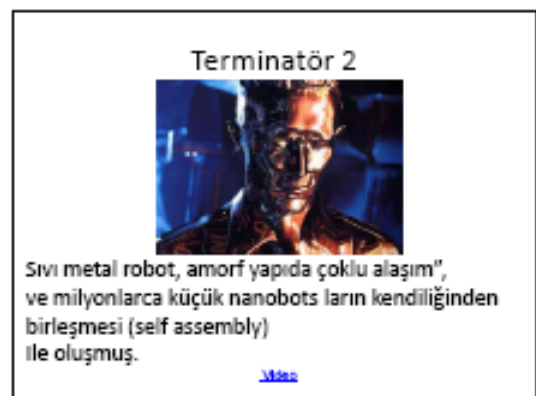 Terminatör 2
Sıvı metal robot, amorf yapıda çoklu alaşım",
ve milyonlarca küçük nanobots ların kendiliğinden
birleşmesi (self assembly)
Ile oluşmuş.
Video